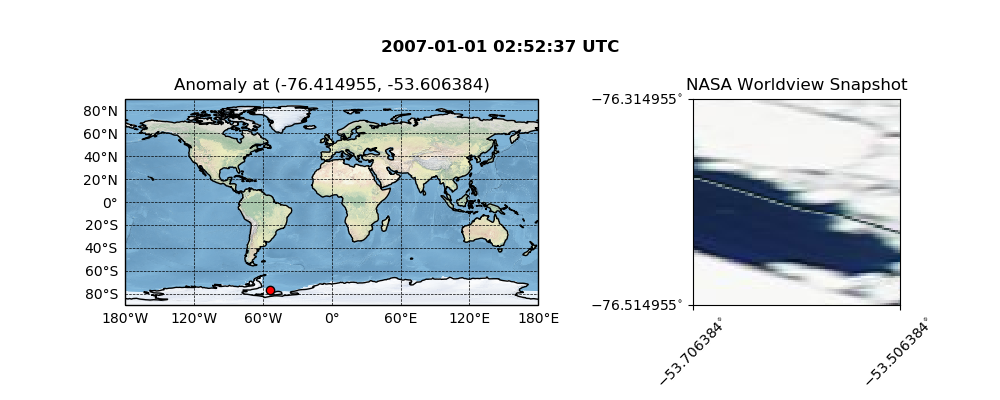 2007-01-01 02:52:37 UTC
Anomaly at (-76.414955, -53.606384)
80°N
60°N
40°N
20°N
0°
20°S
40°S
60°S
80°S
180°W 120°W 60°W 0° 60°E 120°E 180°E
NASA Worldview Snapshot
−76.314955°
−76.514955°
−53.706384°
−53.506384°